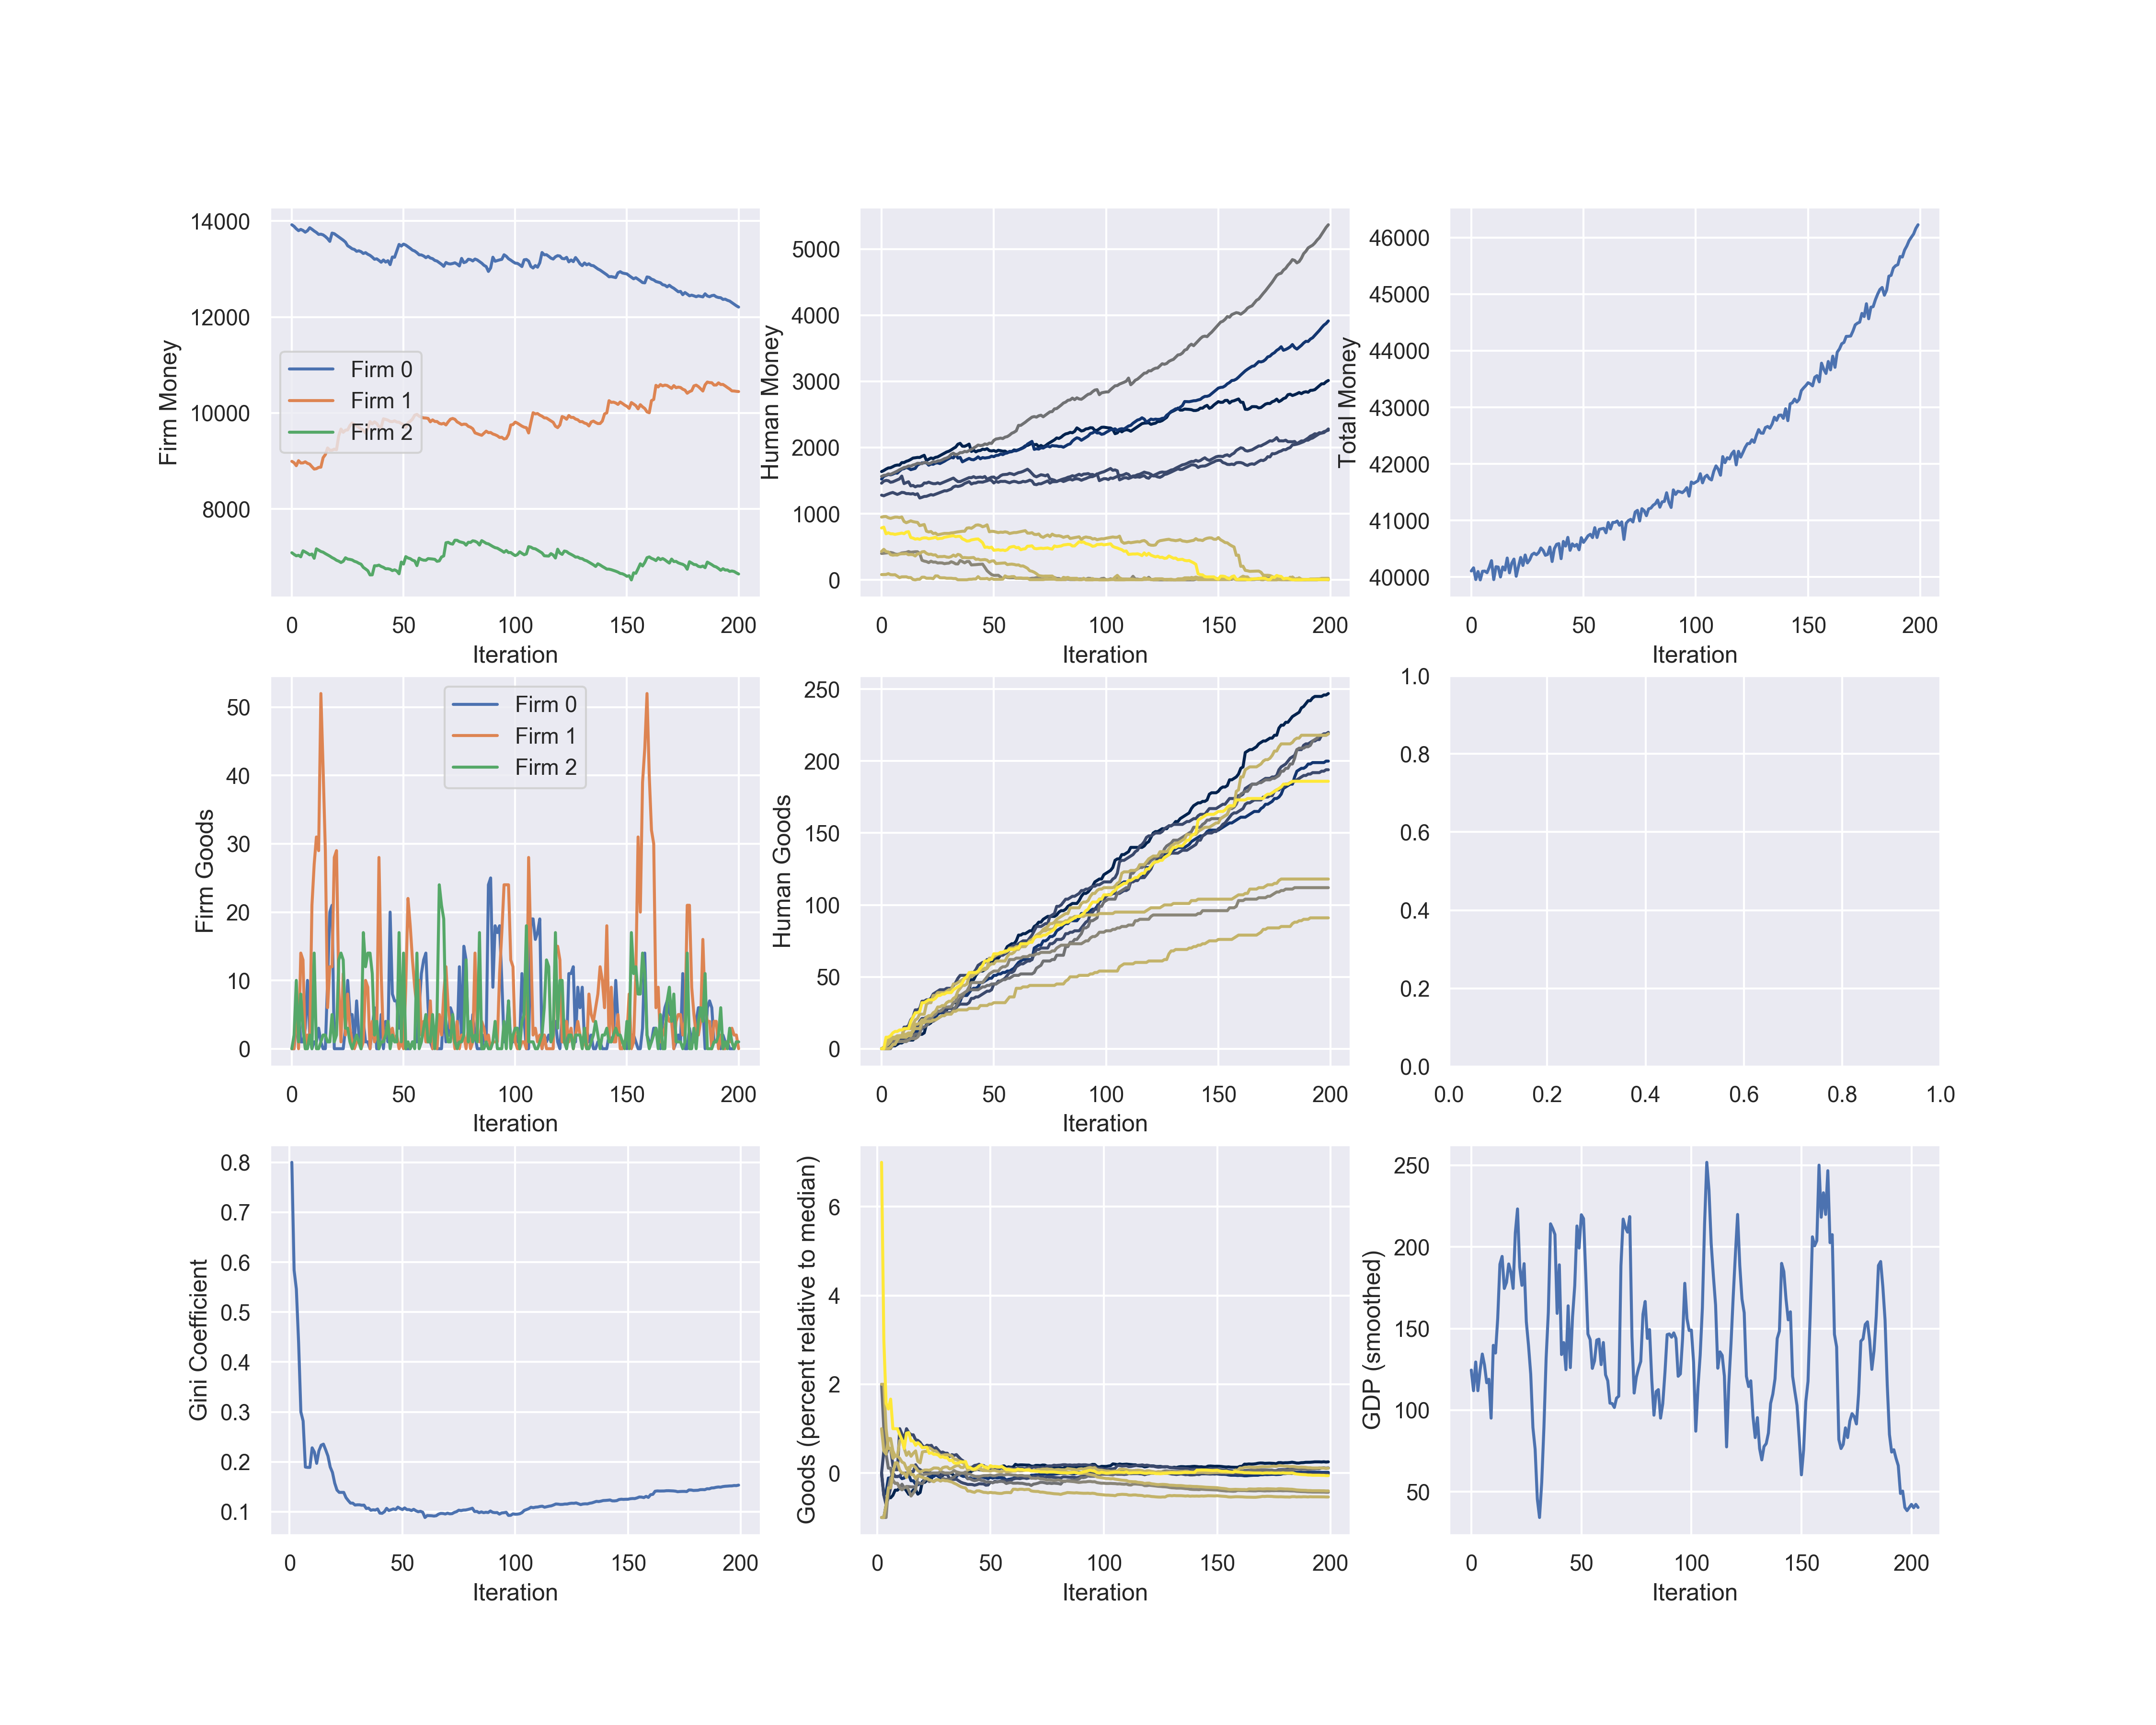 14000
12000
10000
8000
Firm Money
Firm 0
Firm 1
Firm 2
0 50 100 150 200
Iteration
5000
4000
3000
2000
1000
0
Human Money
0 50 100 150 200
Iteration
46000
45000
44000
43000
42000
41000
40000
Total Money
0 50 100 150 200
Iteration
50
40
30
20
10
0
Firm Goods
Firm 0
Firm 1
Firm 2
0 50 100 150 200
Iteration
250
200
150
100
50
0
Human Goods
0 50 100 150 200
Iteration
1.0
0.8
0.6
0.4
0.2
0.0
0.0 0.2 0.4 0.6 0.8 1.0
0.8
0.7
0.6
0.5
0.4
0.3
0.2
0.1
Gini Coefficient
0 50 100 150 200
Iteration
6
4
2
0
Goods (percent relative to median)
0 50 100 150 200
Iteration
250
200
150
100
50
GDP (smoothed)
0 50 100 150 200
Iteration